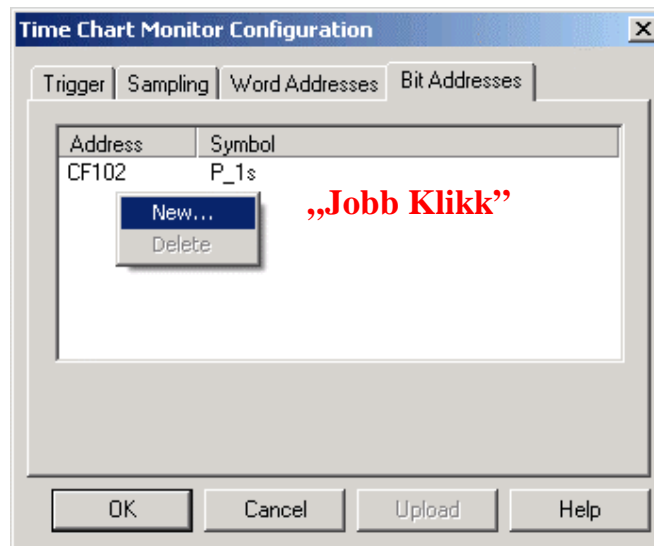 Time Chart Monitor Configuration
Trigger Sampling Word Addresses Bit Addresses
Address Symbol
CF102 P_1s
New...
„Jobb Klikk”
Delete
OK Cancel Upload Help